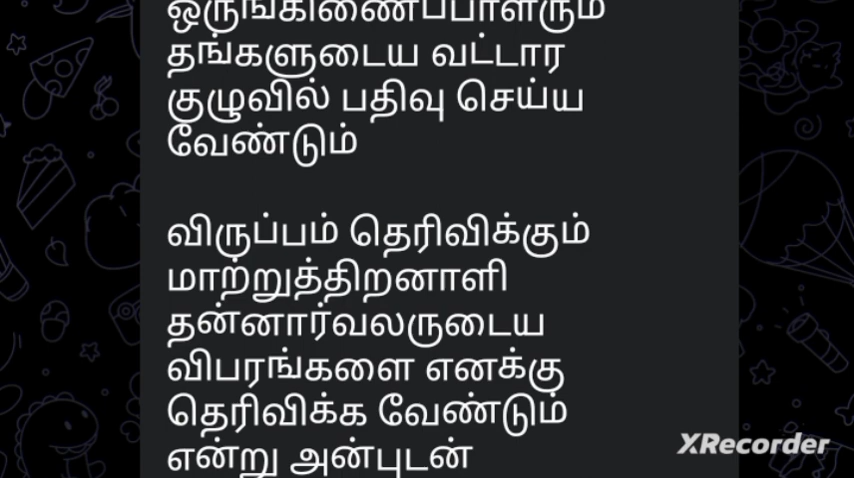 ஒருங்கிணைப்பாளரும்
தங்களுடைய வட்டார
குழுவில் பதிவு செய்ய
வேண்டும்
விருப்பம் தெரிவிக்கும்
மாற்றுத்திறனாளி
தன்னார்வலருடைய
விபரங்களை எனக்கு
தெரிவிக்க வேண்டும்
என்று அன்புடன்
XRecorder